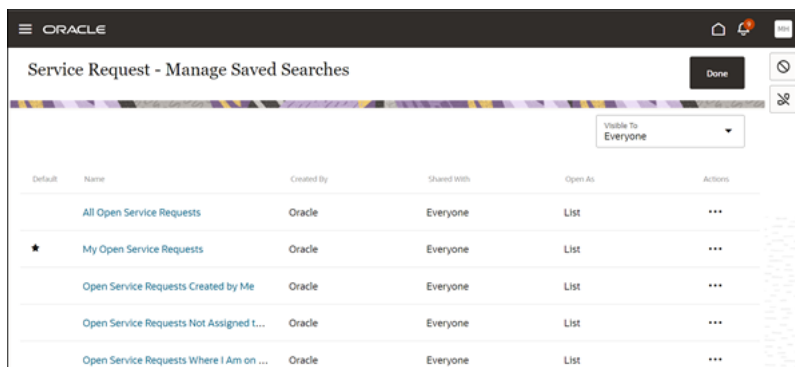 ORACLE
9
MH
Service Request - Manage Saved Searches
Done
Visible To
Everyone
Default Name Created By Shared With Open As Actions
All Open Service Requests Oracle Everyone List
My Open Service Requests Oracle Everyone List
Open Service Requests Created by Me Oracle Everyone List
Open Service Requests Not Assigned t... Oracle Everyone List
Open Service Requests Where I Am on ... Oracle Everyone List